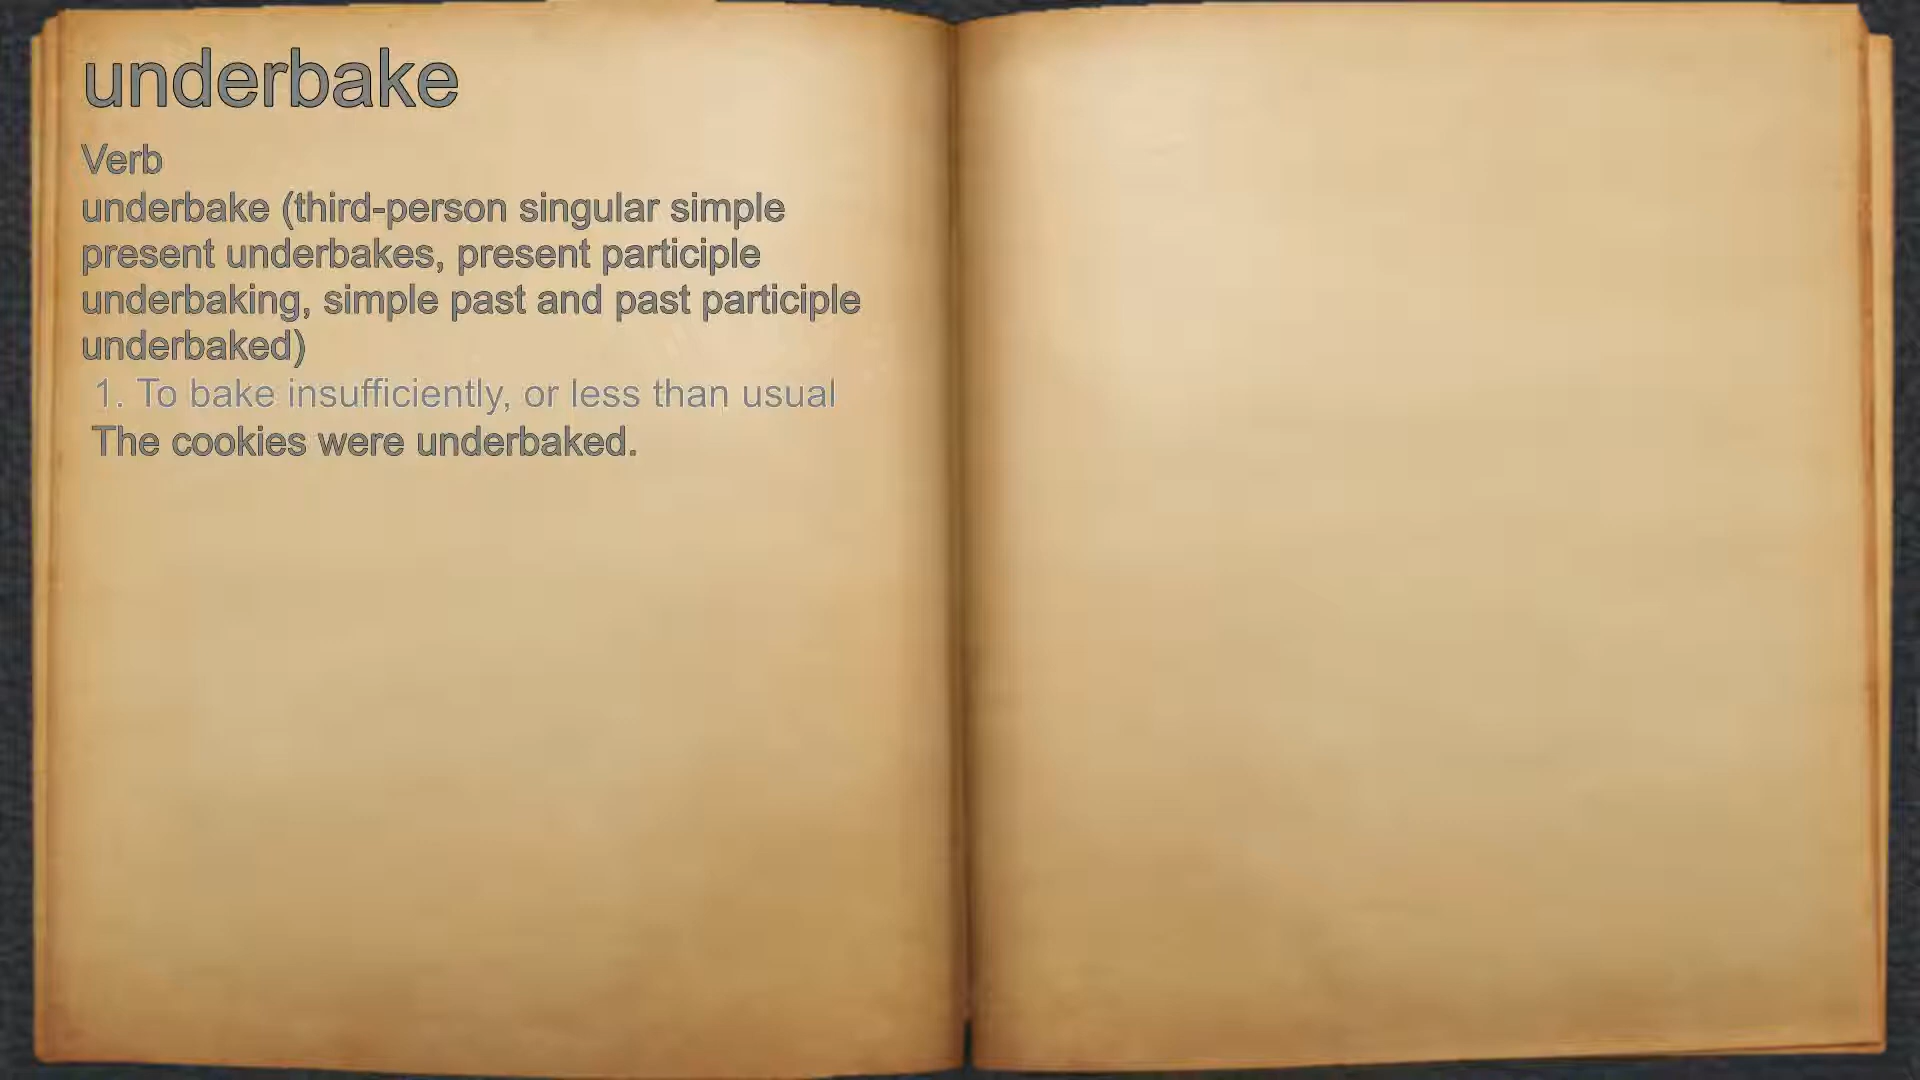 underbake
Verb
underbake (third-person singular simple
present underbakes, present participle
underbaking, simple past and past participle
underbaked)
1. To bake insufficiently, or less than usual
The cookies were underbaked.